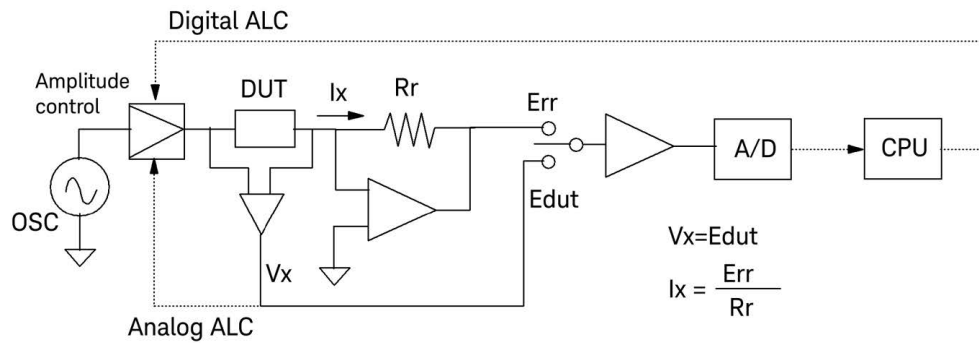 Digital ALC
Amplitude
control
DUT
Ix
Rr
Err
A/D
CPU
OSC
Edut
Vx
Vx=Edut
Ix = Err
Rr
Analog ALC